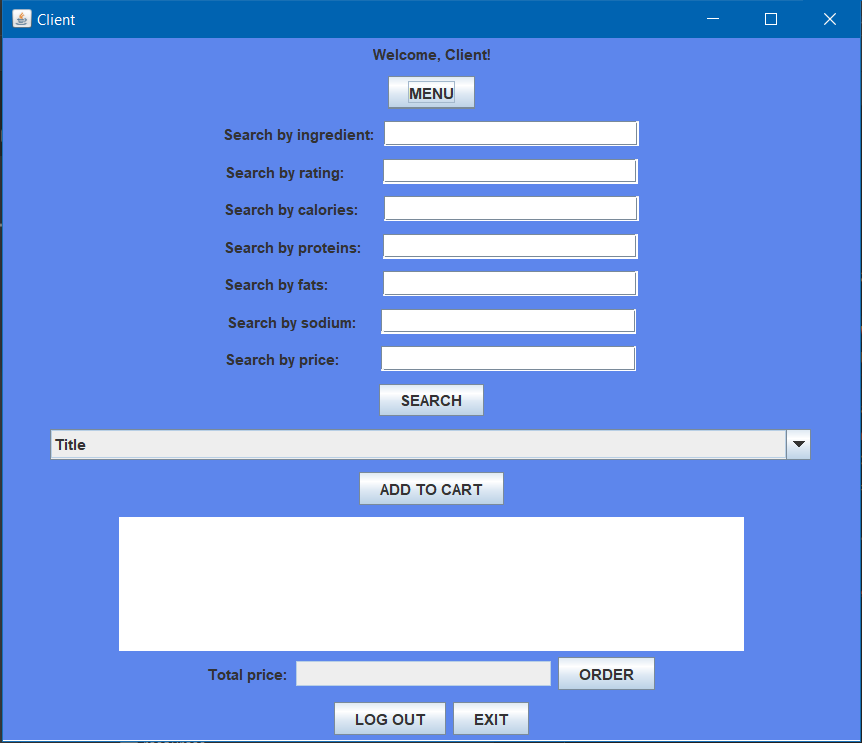 Client
Welcome, Client!
MENU
Search by ingredient:
Search by rating:
Search by calories:
Search by proteins:
Search by fats:
Search by sodium:
Search by price:
SEARCH
Title
ADD TO CART
Total price: ORDER
LOG OUT EXIT